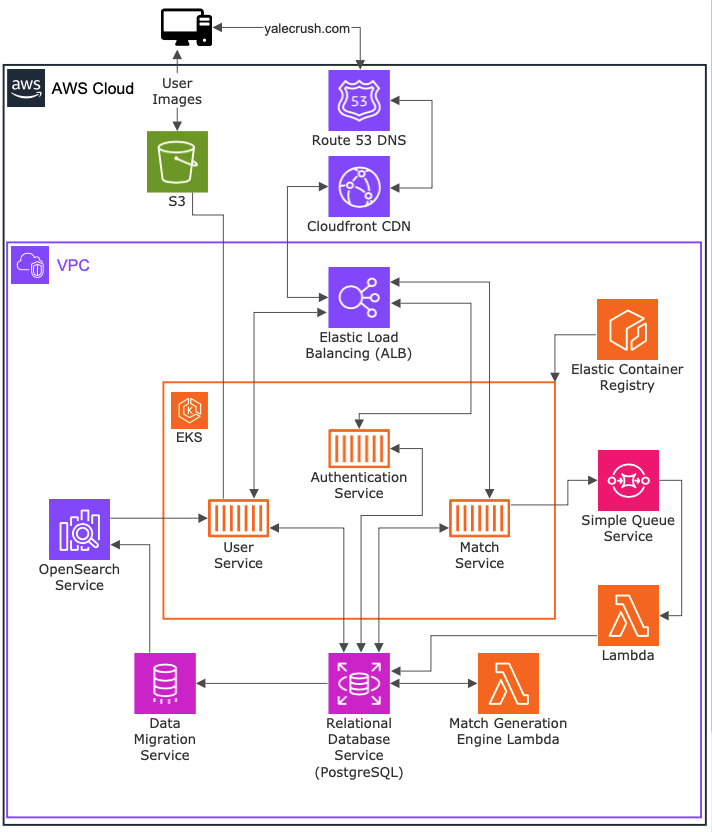 yalecrush.com
aws
AWS Cloud
User
Images
53
Route 53 DNS
S3
Cloudfront CDN
VPC
Elastic Load
Balancing (ALB)
Elastic Container
Registry
K
EKS
Authentication
Service
User
Service
Match
Service
Simple Queue
Service
OpenSearch
Service
Lambda
Data
Migration
Service
Relational
Database
Service
(PostgreSQL)
Match Generation
Engine Lambda